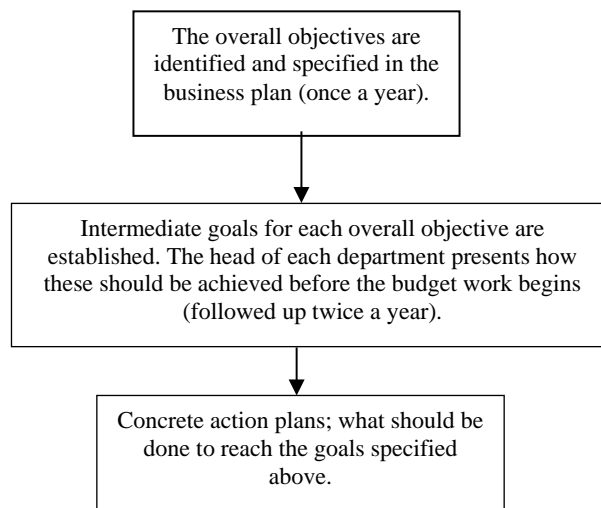 The overall objectives are
identified and specified in the
business plan (once a year).
Intermediate goals for each overall objective are
established. The head of each department presents how
these should be achieved before the budget work begins
(followed up twice a year).
Concrete action plans; what should be
done to reach the goals specified
above.